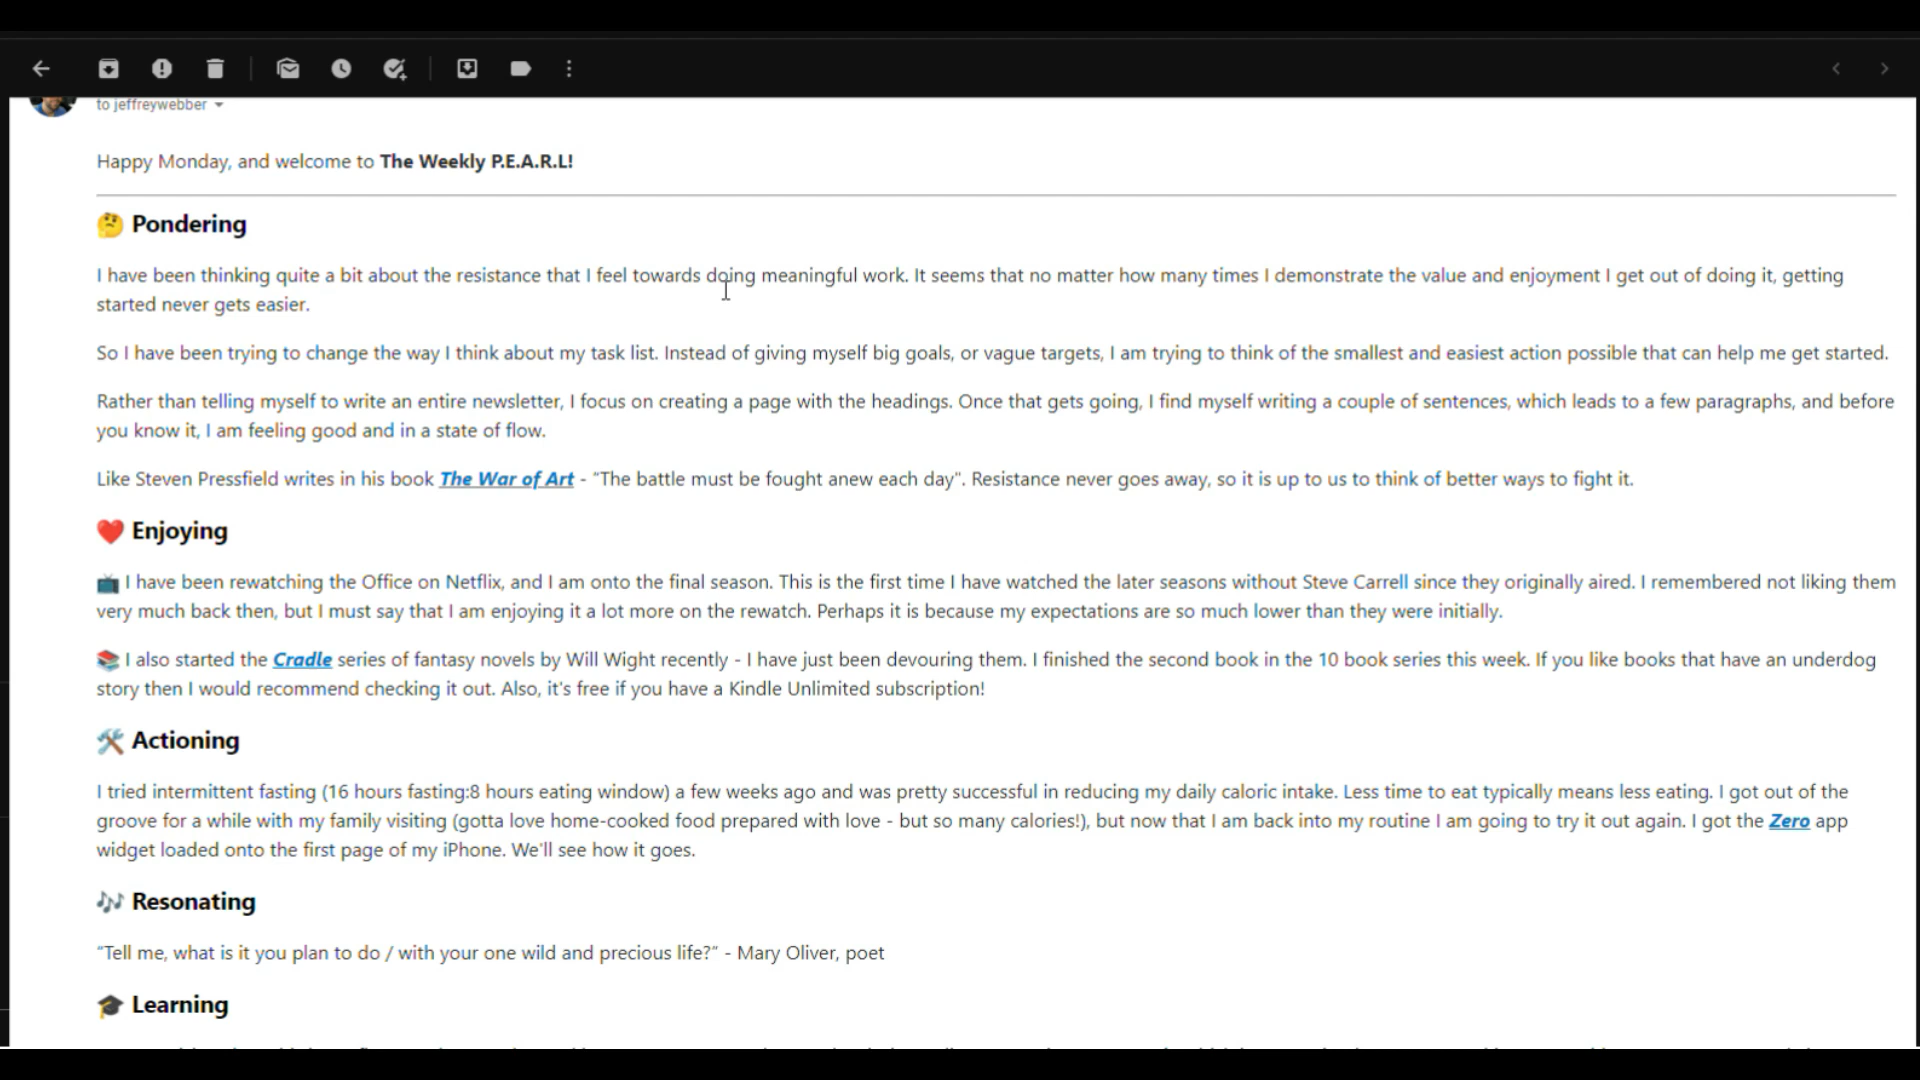 to jeffreywebber
Happy Monday, and welcome to The Weekly P.E.A.R.L!
🤔 Pondering
I have been thinking quite a bit about the resistance that I feel towards doing meaningful work. It seems that no matter how many times I demonstrate the value and enjoyment I get out of doing it, getting
started never gets easier.
So I have been trying to change the way I think about my task list. Instead of giving myself big goals, or vague targets, I am trying to think of the smallest and easiest action possible that can help me get started.
Rather than telling myself to write an entire newsletter, I focus on creating a page with the headings. Once that gets going, I find myself writing a couple of sentences, which leads to a few paragraphs, and before
you know it, I am feeling good and in a state of flow.
Like Steven Pressfield writes in his book The War of Art - “The battle must be fought anew each day”. Resistance never goes away, so it is up to us to think of better ways to fight it.
❤️ Enjoying
📺 I have been rewatching the Office on Netflix, and I am onto the final season. This is the first time I have watched the later seasons without Steve Carrell since they originally aired. I remembered not liking them
very much back then, but I must say that I am enjoying it a lot more on the rewatch. Perhaps it is because my expectations are so much lower than they were initially.
📚 I also started the Cradle series of fantasy novels by Will Wight recently - I have just been devouring them. I finished the second book in the 10 book series this week. If you like books that have an underdog
story then I would recommend checking it out. Also, it's free if you have a Kindle Unlimited subscription!
🛠️ Actioning
I tried intermittent fasting (16 hours fasting:8 hours eating window) a few weeks ago and was pretty successful in reducing my daily caloric intake. Less time to eat typically means less eating. I got out of the
groove for a while with my family visiting (gotta love home-cooked food prepared with love - but so many calories!), but now that I am back into my routine I am going to try it out again. I got the Zero app
widget loaded onto the first page of my iPhone. We'll see how it goes.
🎶 Resonating
“Tell me, what is it you plan to do / with your one wild and precious life?” - Mary Oliver, poet
🎓 Learning